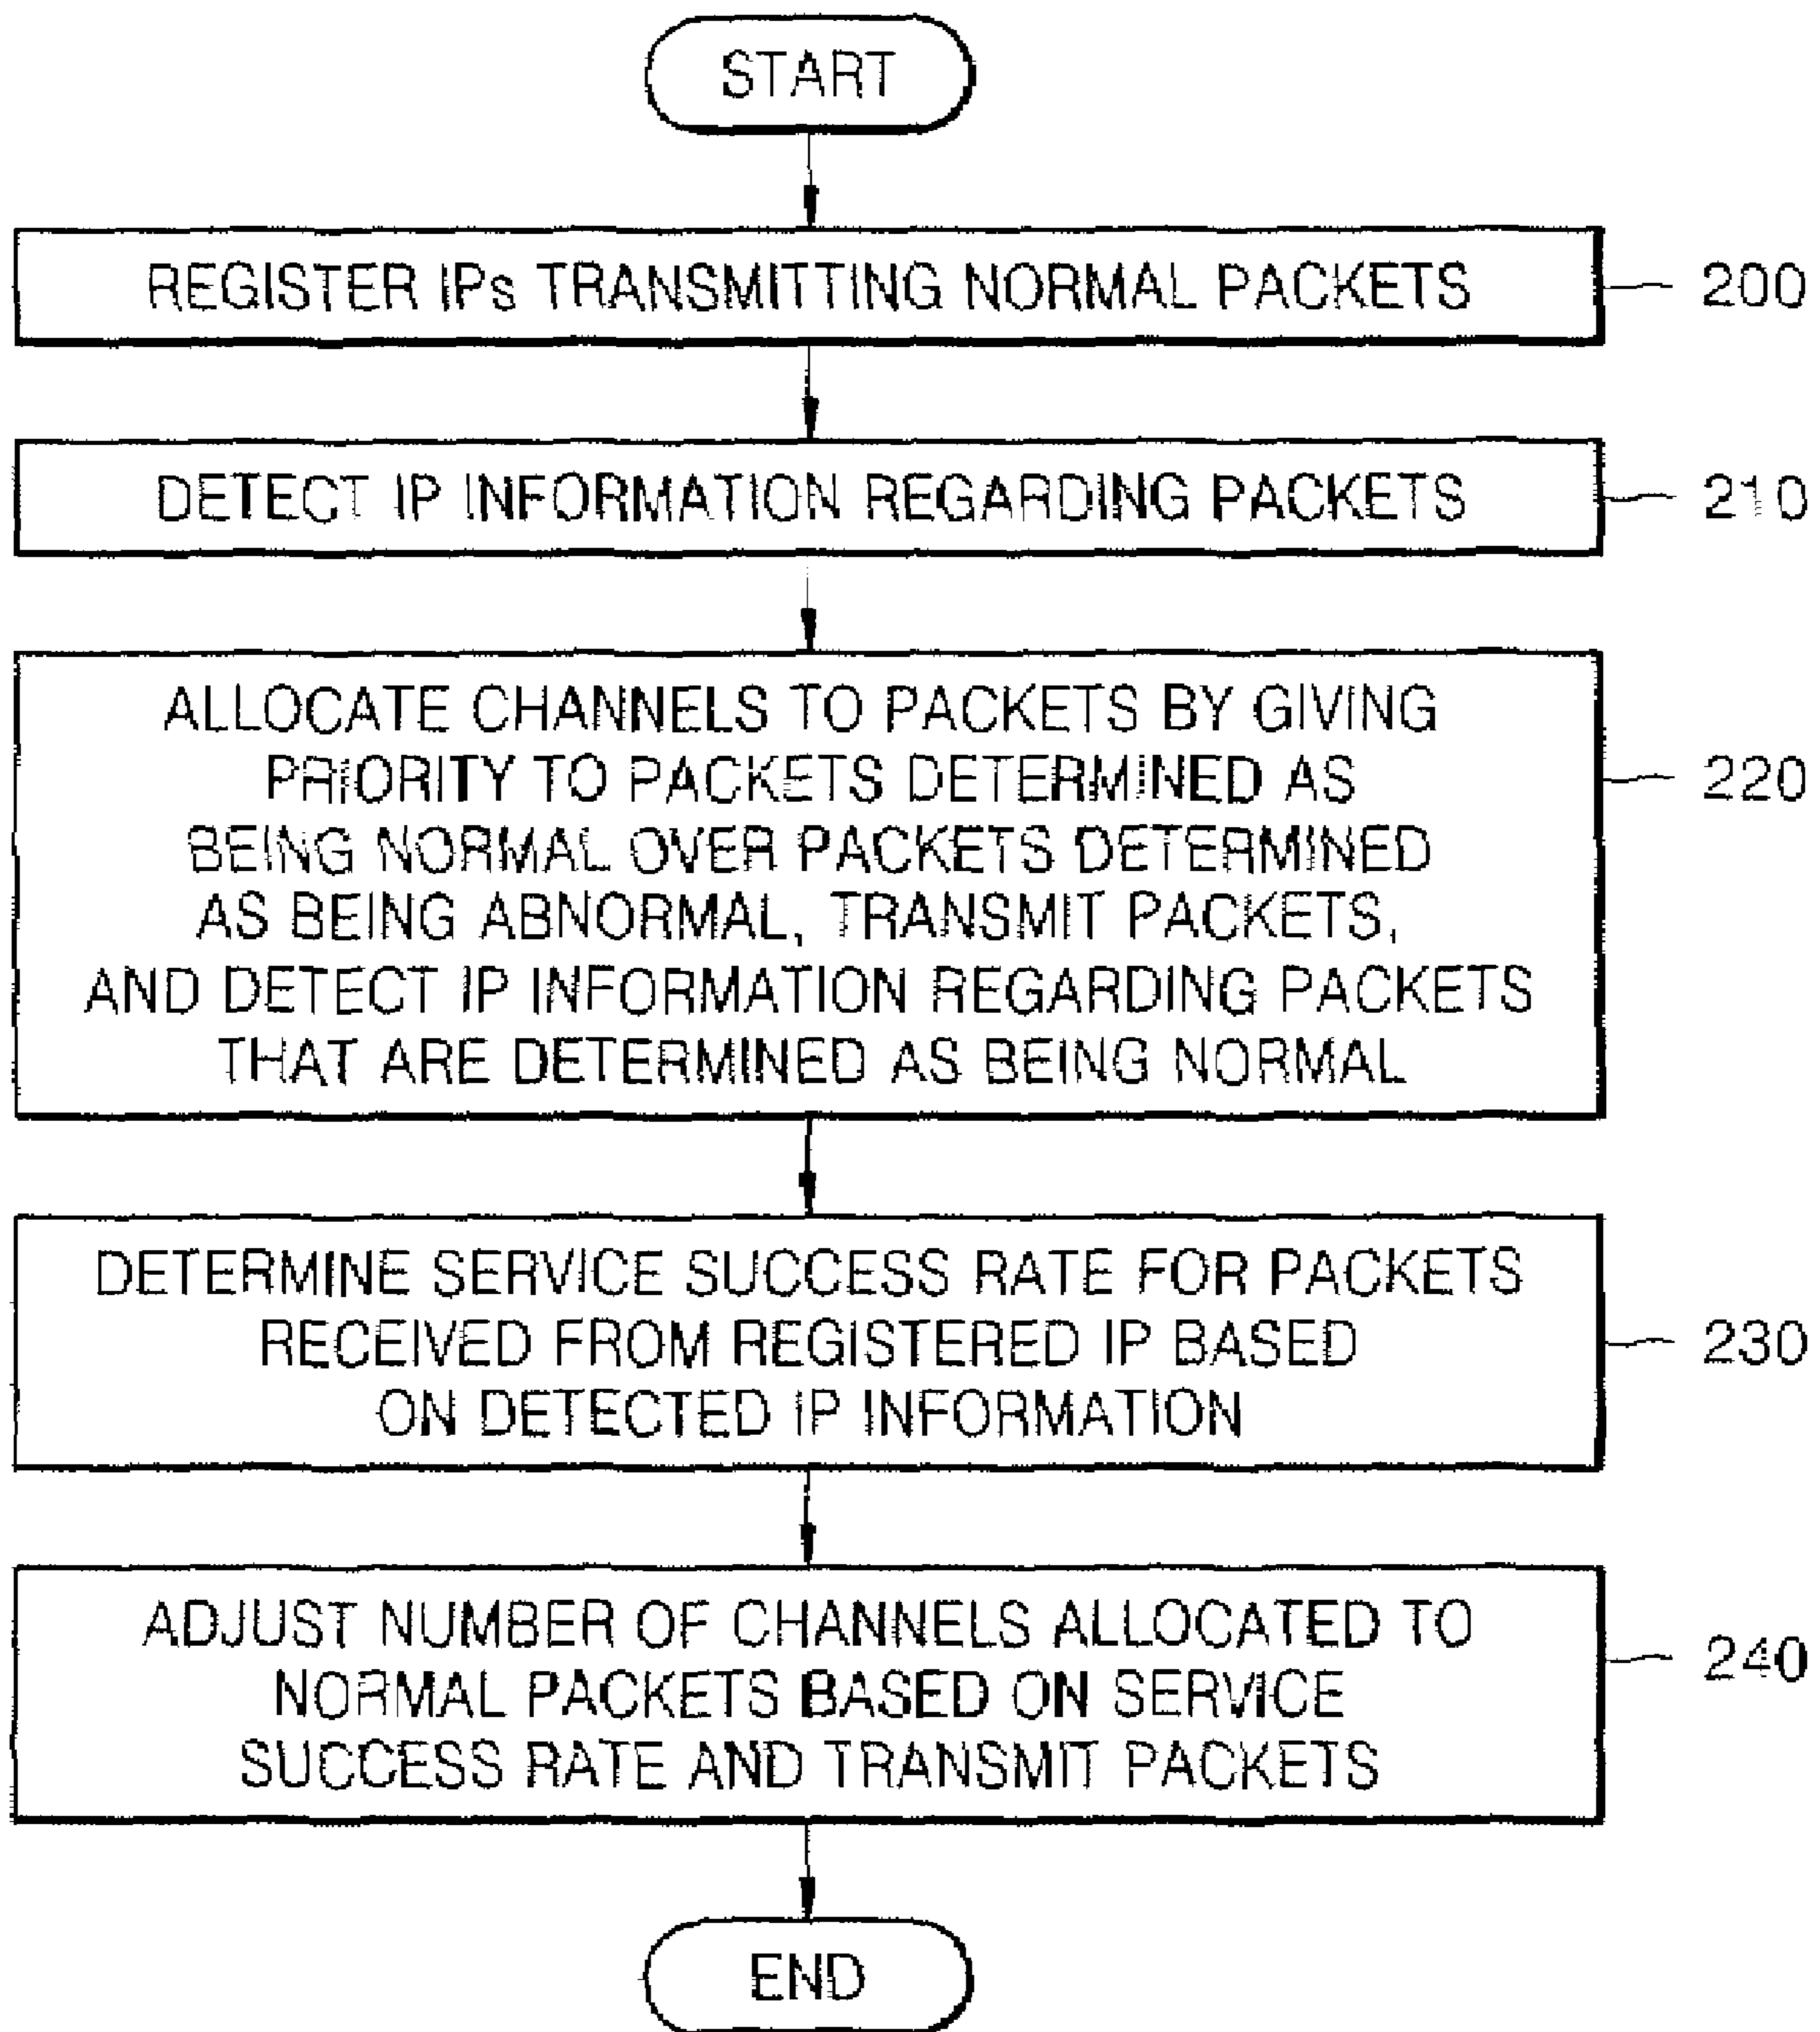 START
REGISTER IPs TRANSMITTING NORMAL PACKETS
200
DETECT IP INFORMATION REGARDING PACKETS
210
ALLOCATE CHANNELS TO PACKETS BY GIVING
PRIORITY TO PACKETS DETERMINED AS
BEING NORMAL OVER PACKETS DETERMINED
AS BEING ABNORMAL, TRANSMIT PACKETS,
AND DETECT IP INFORMATION REGARDING PACKETS
THAT ARE DETERMINED AS BEING NORMAL
220
DETERMINE SERVICE SUCCESS RATE FOR PACKETS
RECEIVED FROM REGISTERED IP BASED
ON DETECTED IP INFORMATION
230
ADJUST NUMBER OF CHANNELS ALLOCATED TO
NORMAL PACKETS BASED ON SERVICE
SUCCESS RATE AND TRANSMIT PACKETS
240
END